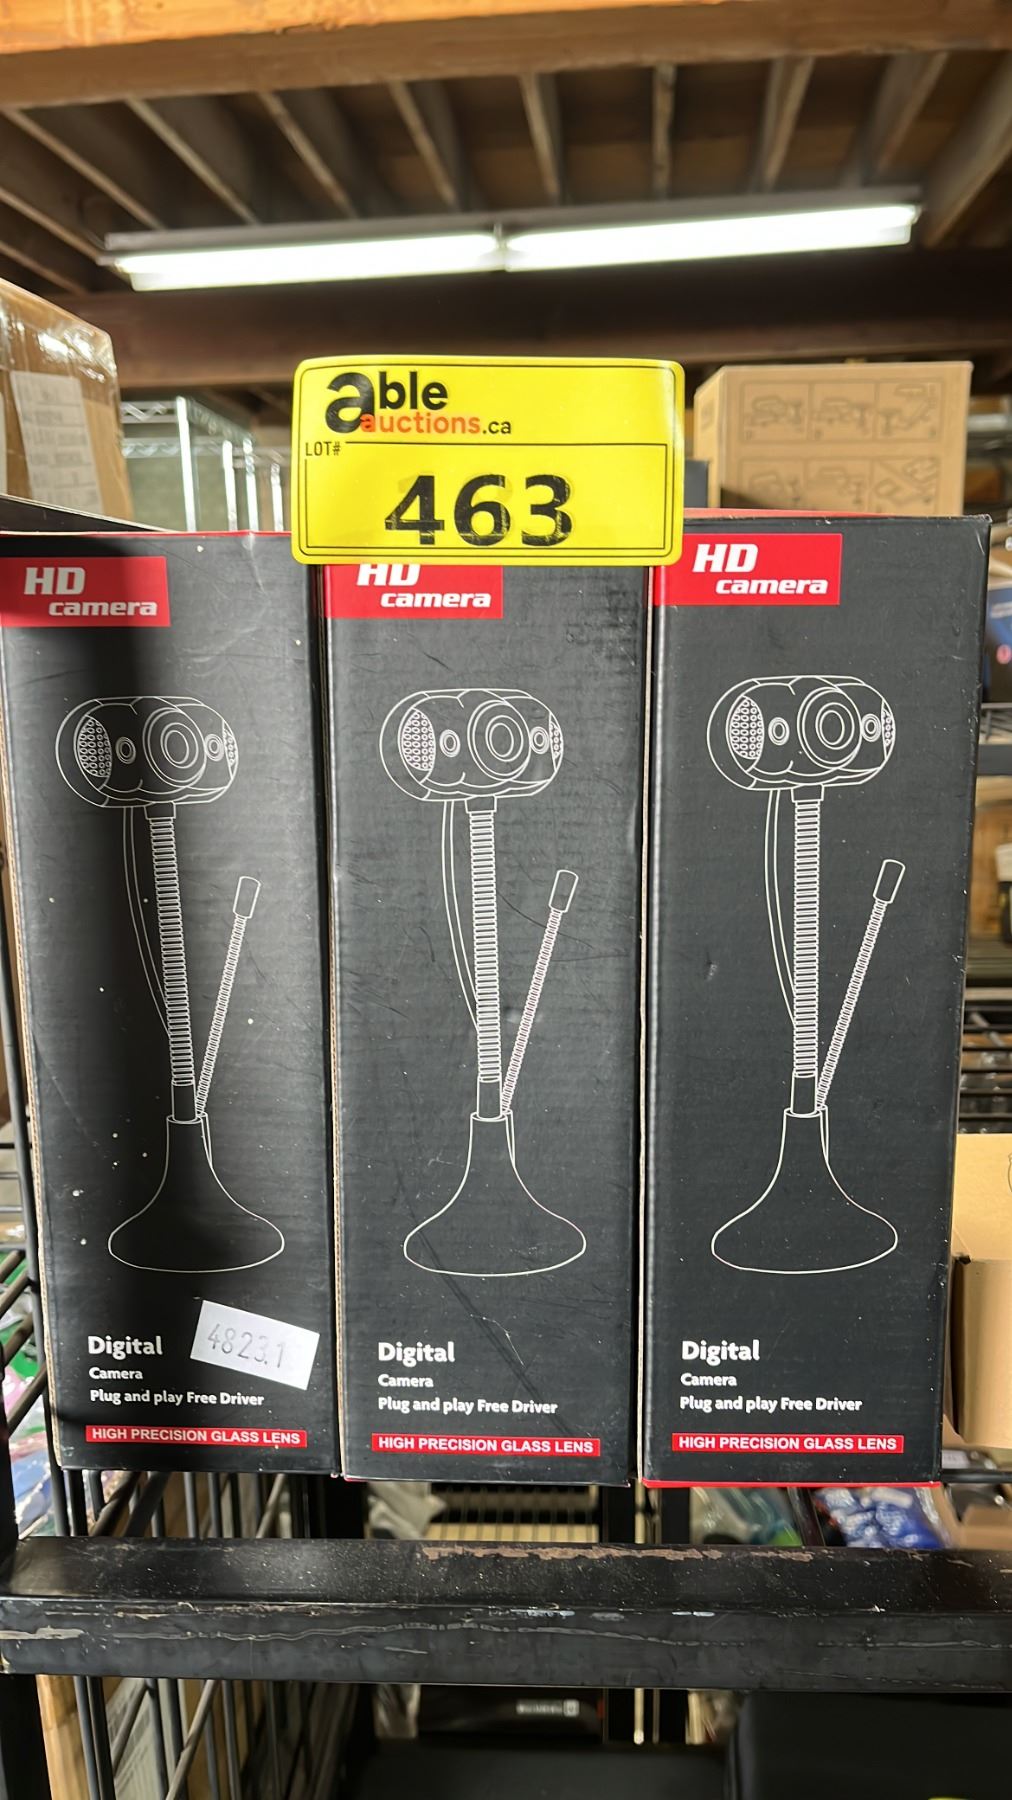 able
auctions.ca
LOT#
463
HD
camera
HD
camera
HD
camera
Digital
Camera
Plug and play Free Driver
HIGH PRECISION GLASS LENS
4823.1
Digital
Camera
Plug and play Free Driver
HIGH PRECISION GLASS LENS
Digital
Camera
Plug and play Free Driver
HIGH PRECISION GLASS LENS